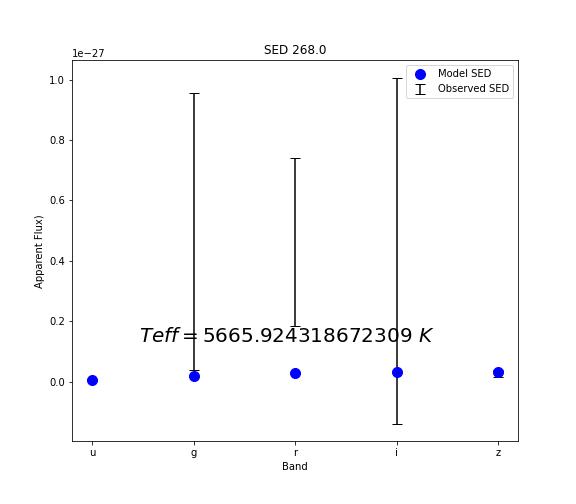 SED 268.0
1e−27
Model SED
Observed SED
1.0
0.8
0.6
0.4
0.2
0.0
Apparent Flux)
Teff = 5665.924318672309 K
u g r i z
Band